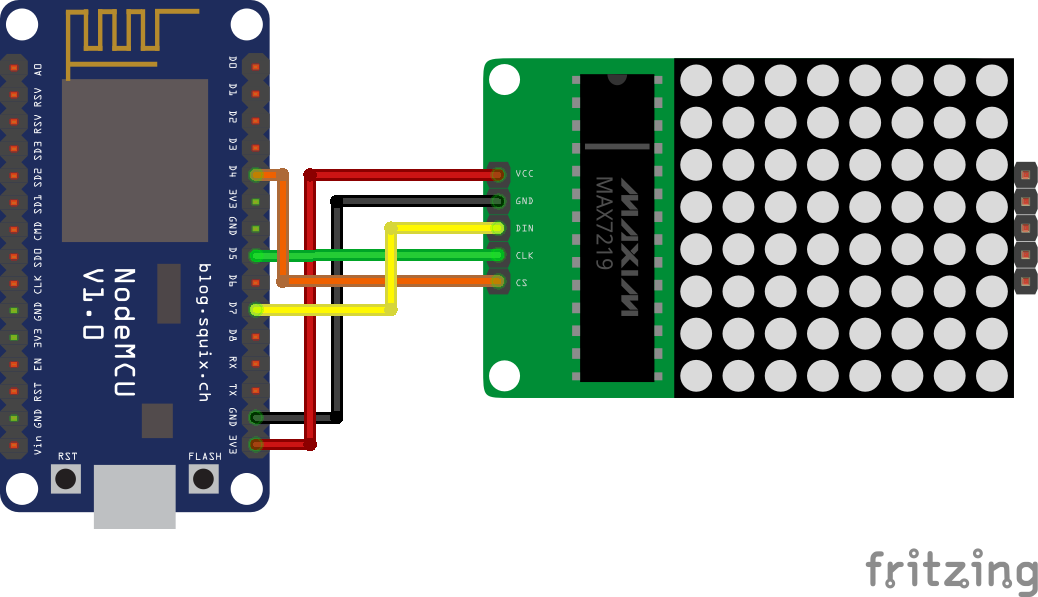 A0
RSV
RSV
SD3
SD2
SD1
CMD
SD0
CLK
GND
3V3
EN
RST
GND
Vin
D0
D1
D2
D3
D4
3V3
GND
D5
D6
D7
D8
RX
TX
GND
3V3
NodeMCU
V1.0
blog.squix.ch
RST
FLASH
VCC
GND
DIN
CLK
CS
MAXIM
MAX7219
fritzing